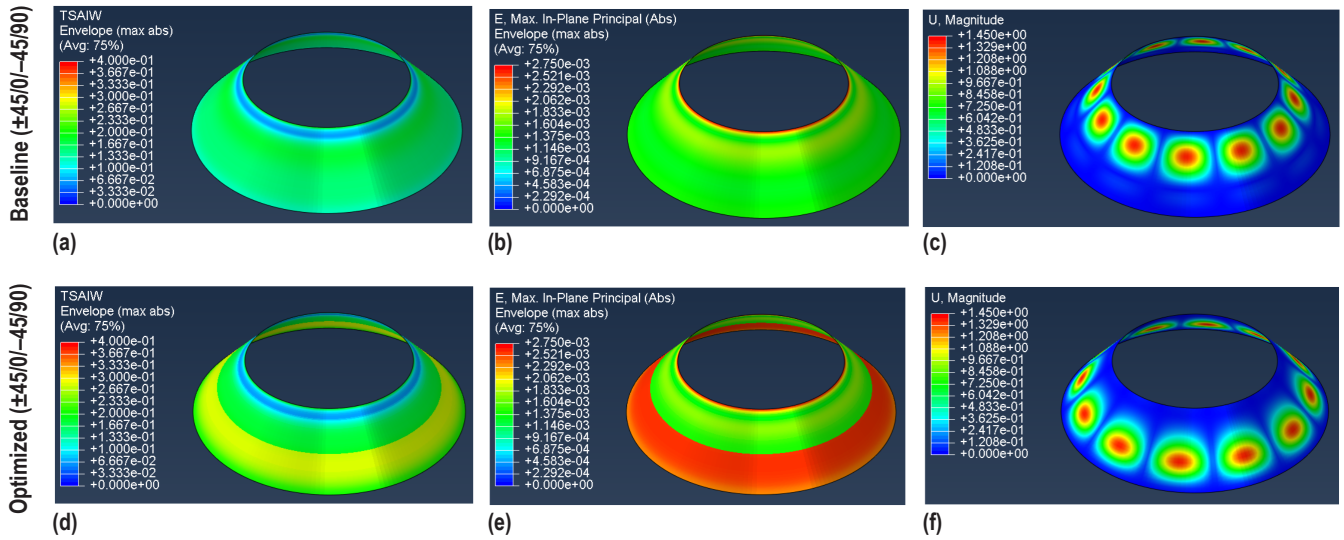 Baseline (±45/0/–45/90)
TSAIW
Envelope (max abs)
(Avg: 75%)
+4.000e-01
+3.667e-01
+3.333e-01
+3.000e-01
+2.667e-01
+2.333e-01
+2.000e-01
+1.667e-01
+1.333e-01
+1.000e-01
+6.667e-02
+3.333e-02
+0.000e+00
(a)
E, Max. In-Plane Principal (Abs)
Envelope (max abs)
(Avg: 75%)
+2.750e-03
+2.521e-03
+2.292e-03
+2.062e-03
+1.833e-03
+1.604e-03
+1.375e-03
+1.146e-03
+9.167e-04
+6.875e-04
+4.583e-04
+2.292e-04
+0.000e+00
(b)
U, Magnitude
+1.450e+00
+1.329e+00
+1.208e+00
+1.088e+00
+9.667e-01
+8.458e-01
+7.250e-01
+6.042e-01
+4.833e-01
+3.625e-01
+2.417e-01
+1.208e-01
+0.000e+00
(c)
Optimized (±45/0/–45/90)
TSAIW
Envelope (max abs)
(Avg: 75%)
+4.000e-01
+3.667e-01
+3.333e-01
+3.000e-01
+2.667e-01
+2.333e-01
+2.000e-01
+1.667e-01
+1.333e-01
+1.000e-01
+6.667e-02
+3.333e-02
+0.000e+00
(d)
E, Max. In-Plane Principal (Abs)
Envelope (max abs)
(Avg: 75%)
+2.750e-03
+2.521e-03
+2.292e-03
+2.062e-03
+1.833e-03
+1.604e-03
+1.375e-03
+1.146e-03
+9.167e-04
+6.875e-04
+4.583e-04
+2.292e-04
+0.000e+00
(e)
U, Magnitude
+1.450e+00
+1.329e+00
+1.208e+00
+1.088e+00
+9.667e-01
+8.458e-01
+7.250e-01
+6.042e-01
+4.833e-01
+3.625e-01
+2.417e-01
+1.208e-01
+0.000e+00
(f)